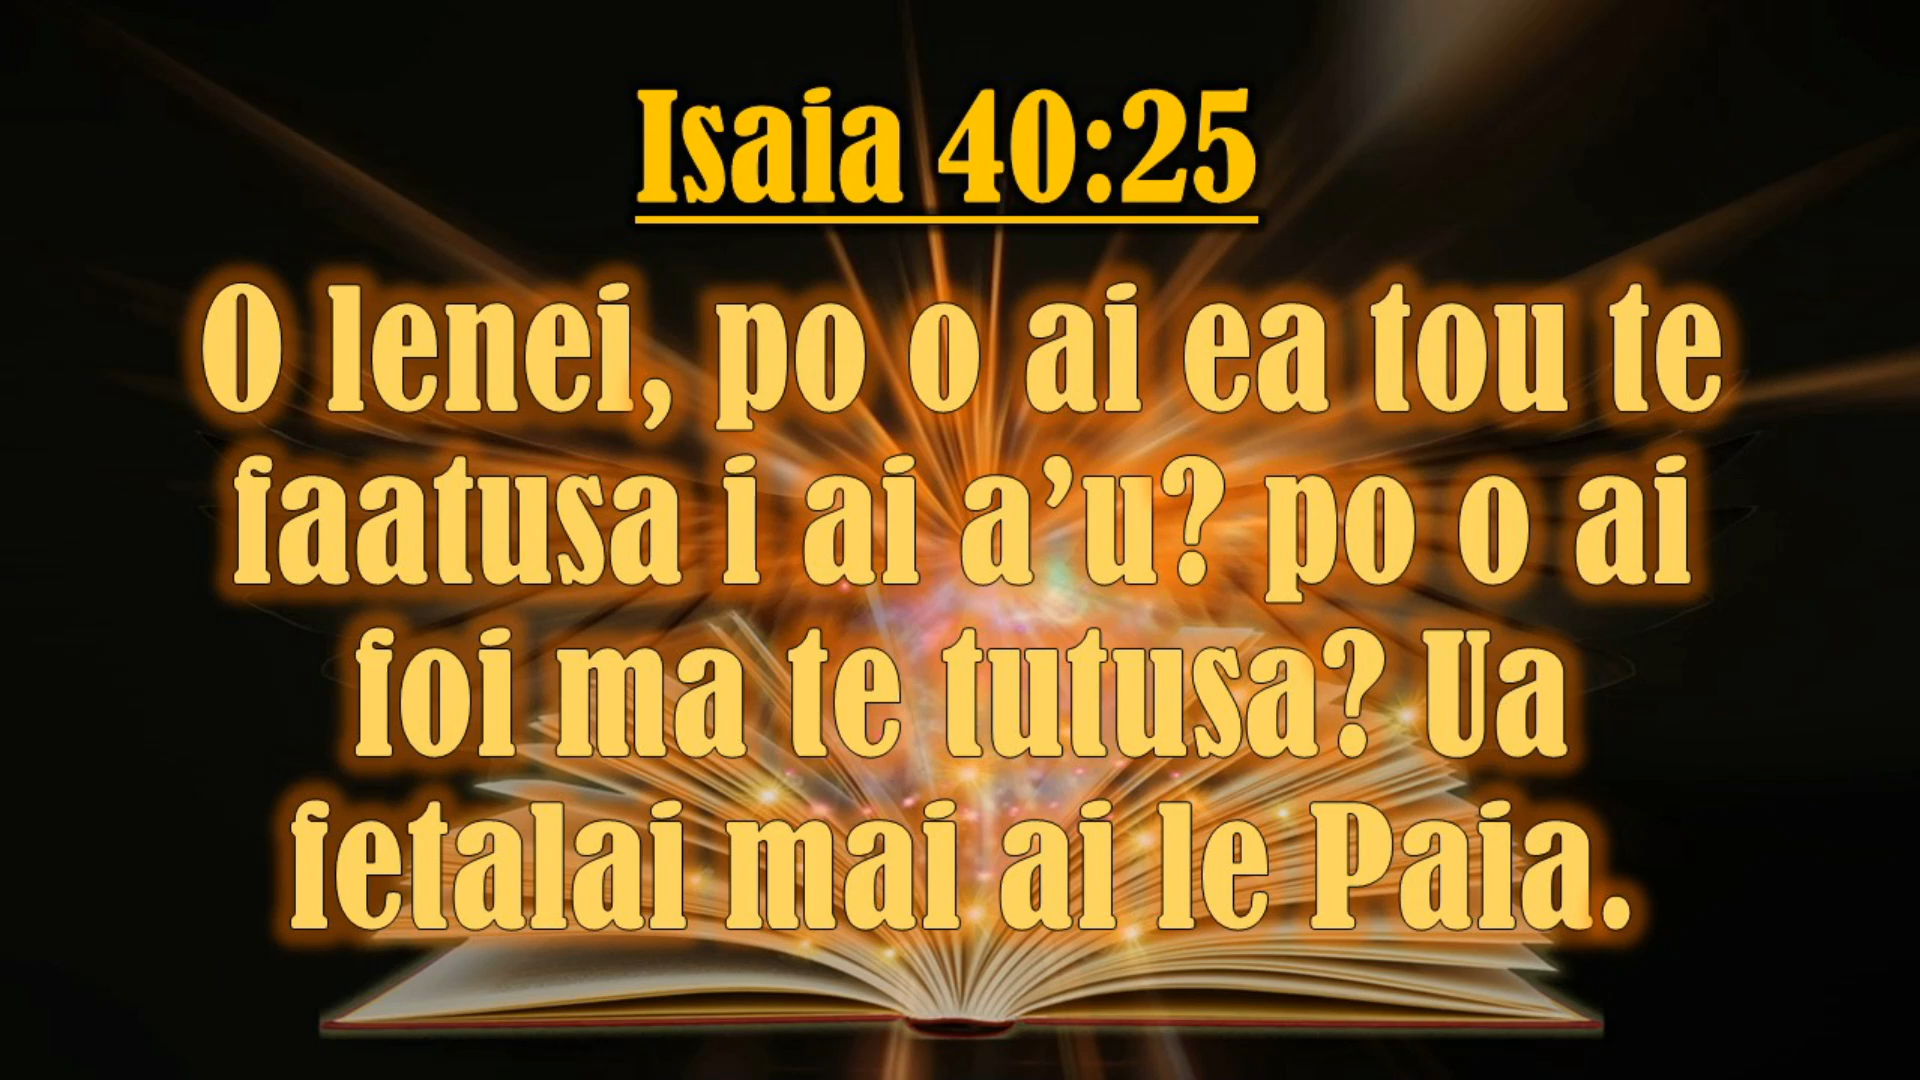 Isaia 40:25
O lenei, po o ai ea tou te
faatusa i ai a’u? po o ai
foi ma te tutusa? Ua
fetalai mai ai le Paia.